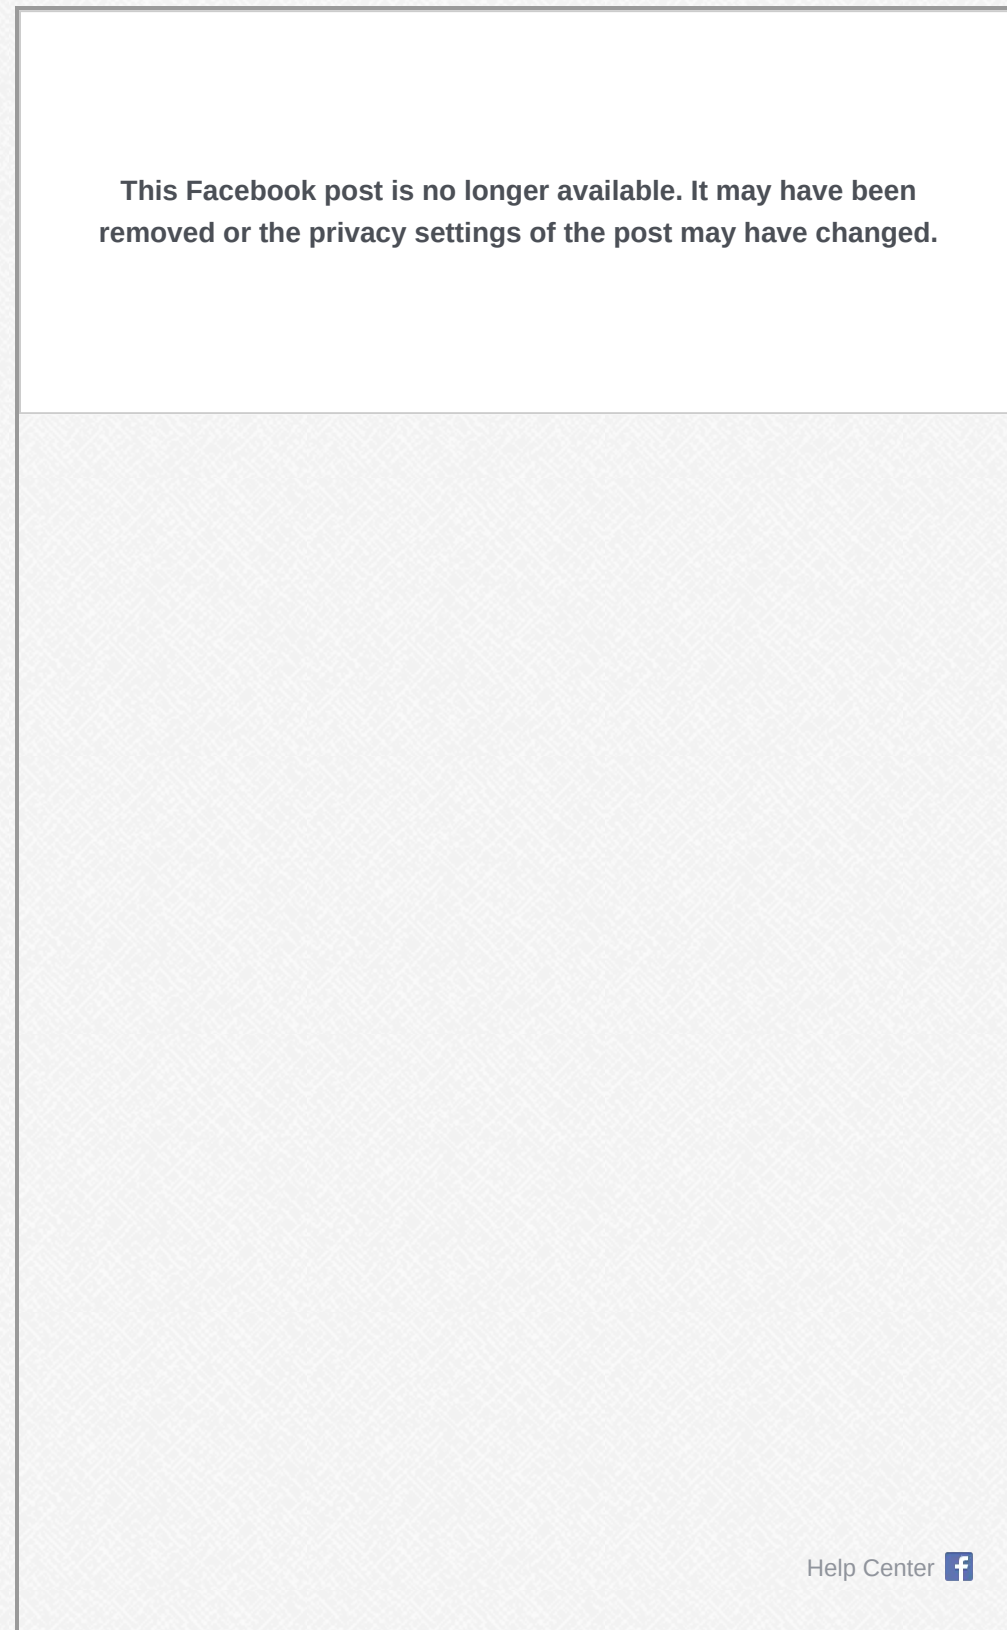 This Facebook post is no longer available. It may have been
removed or the privacy settings of the post may have changed.
Help Center